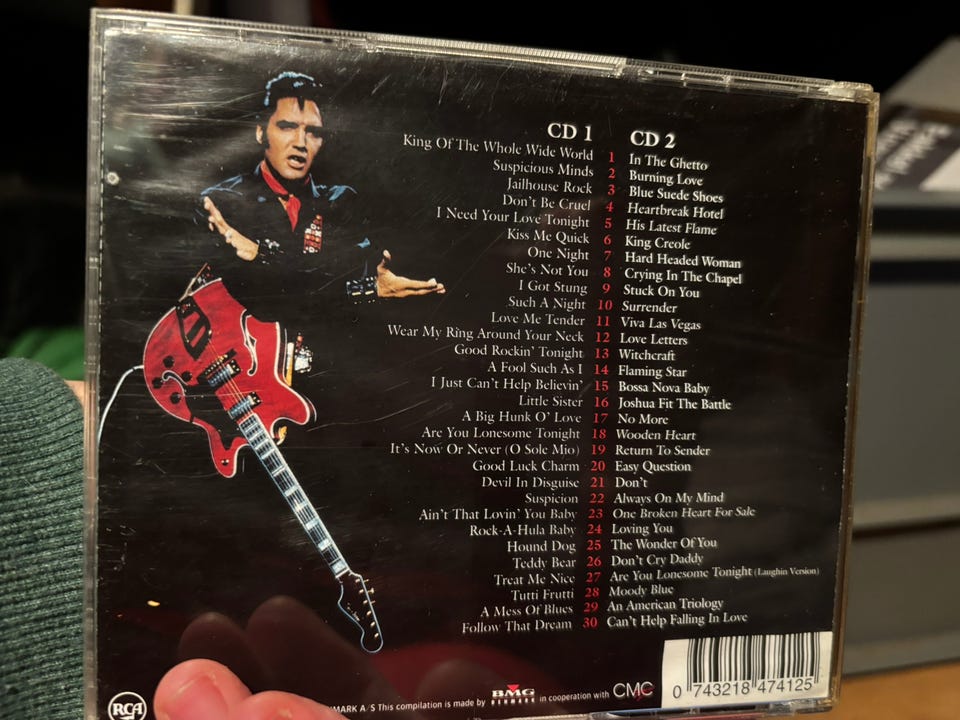 CD 1 CD 2
King Of The Whole Wide World 1 In The Ghetto
Suspicious Minds 2 Burning Love
Jailhouse Rock 3 Blue Suede Shoes
Don't Be Cruel 4 Heartbreak Hotel
I Need Your Love Tonight 5 His Latest Flame
Kiss Me Quick 6 King Creole
One Night 7 Hard Headed Woman
She's Not You 8 Crying In The Chapel
I Got Stung 9 Stuck On You
Such A Night 10 Surrender
Love Me Tender 11 Viva Las Vegas
Wear My Ring Around Your Neck 12 Love Letters
Good Rockin' Tonight 13 Witchcraft
A Fool Such As I 14 Flaming Star
I Just Can't Help Believin' 15 Bossa Nova Baby
Little Sister 16 Joshua Fit The Battle
A Big Hunk O' Love 17 No More
Are You Lonesome Tonight 18 Wooden Heart
It's Now Or Never (O Sole Mio) 19 Return To Sender
Good Luck Charm 20 Easy Question
Devil In Disguise 21 Don't
Suspicion 22 Always On My Mind
Ain't That Lovin' You Baby 23 One Broken Heart For Sale
Rock-A-Hula Baby 24 Loving You
Hound Dog 25 The Wonder Of You
Teddy Bear 26 Don't Cry Daddy
Treat Me Nice 27 Are You Lonesome Tonight (Laughin Version)
Tutti Frutti 28 Moody Blue
A Mess Of Blues 29 An American Triology
Follow That Dream 30 Can't Help Falling In Love
RCA
A/S This compilation is made by BMG DENMARK in cooperation with CMC
0 743218 474125